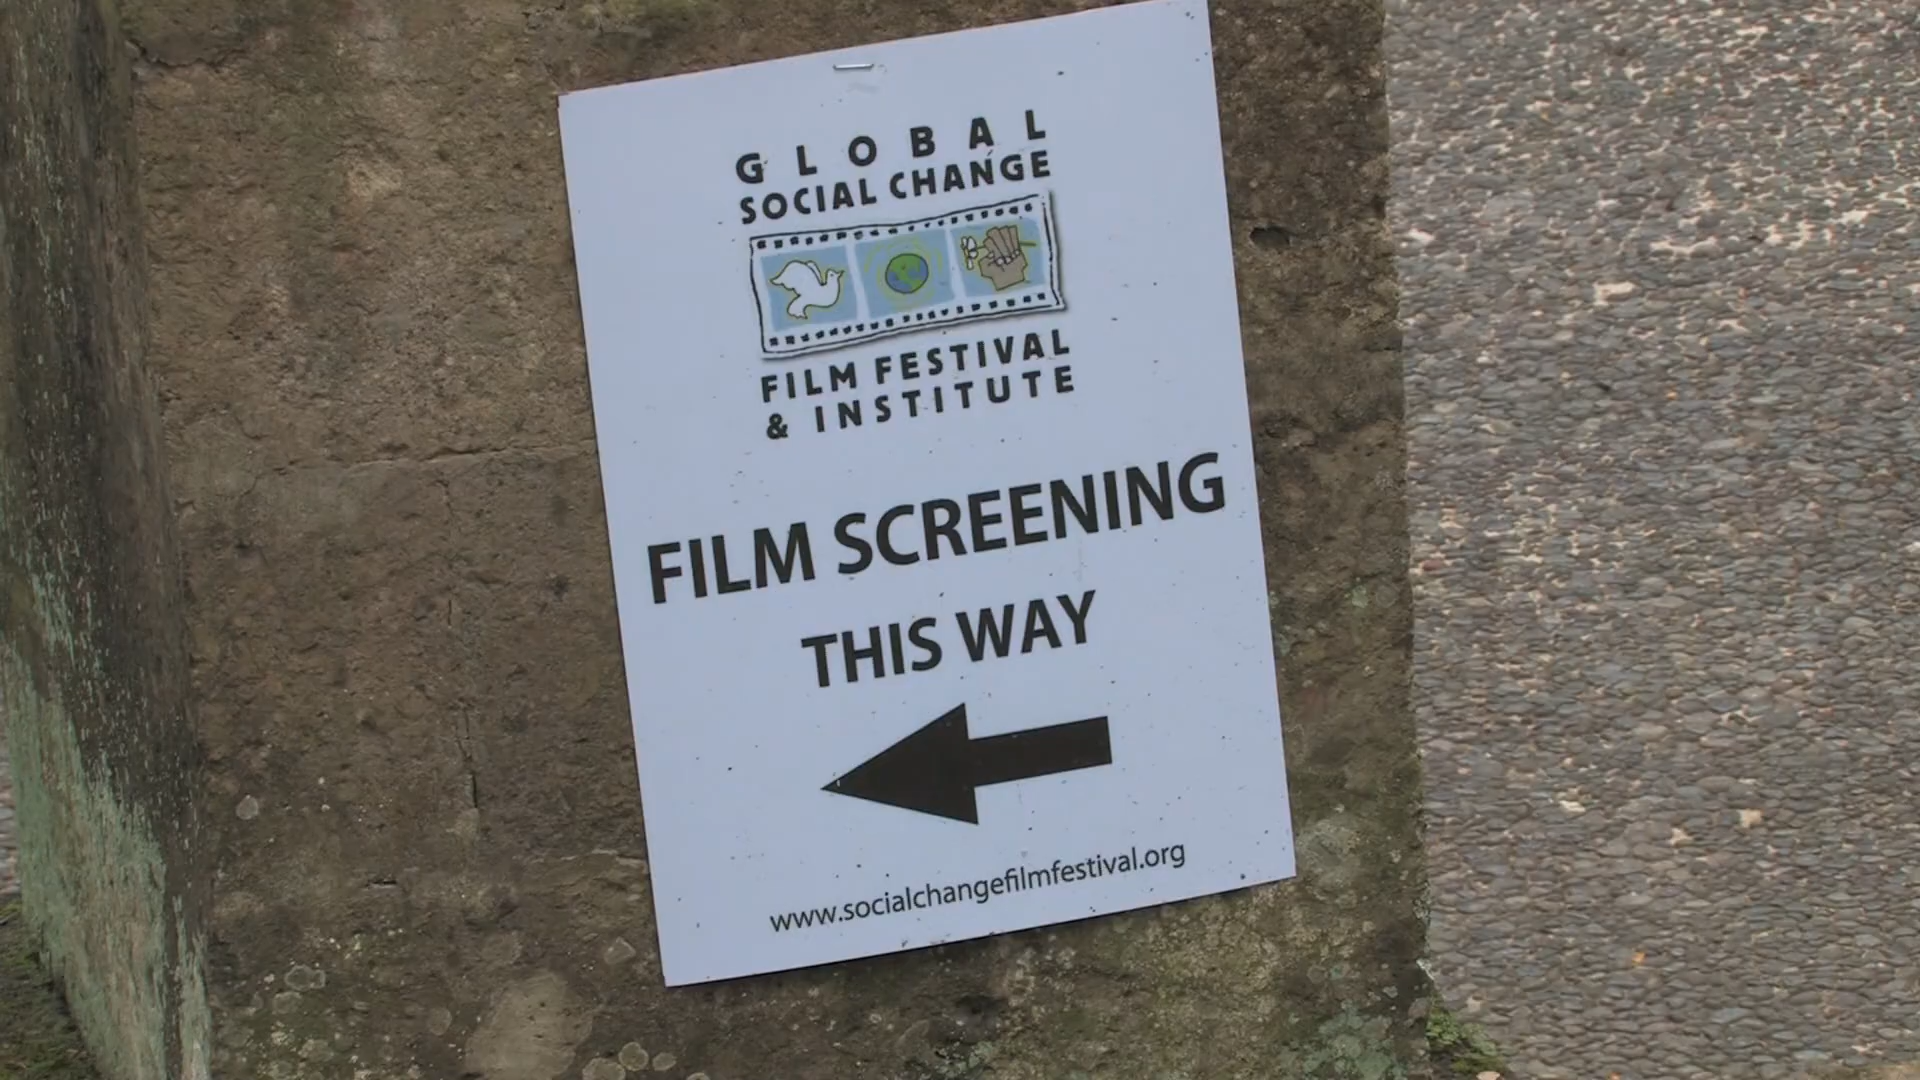 GLOBAL
SOCIAL CHANGE
FILM FESTIVAL
& INSTITUTE
FILM SCREENING
THIS WAY
www.socialchangefilmfestival.org